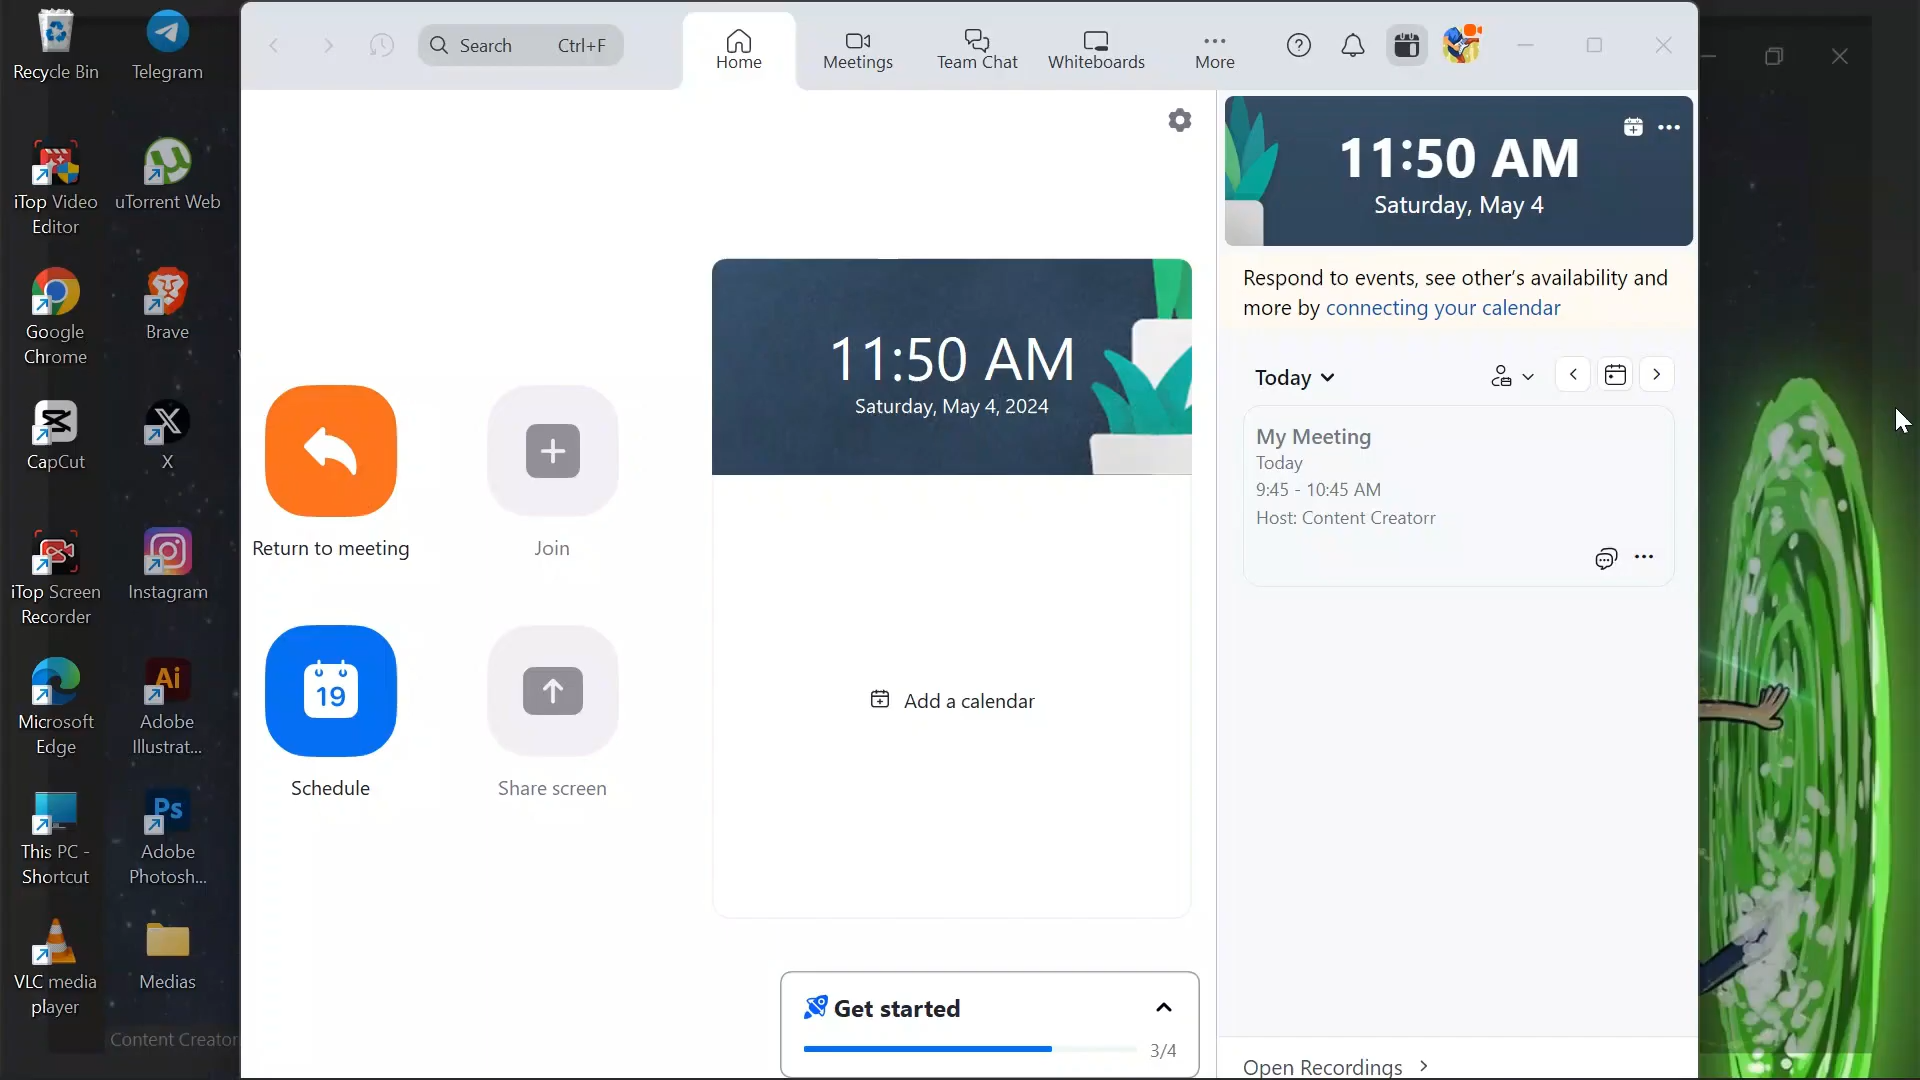 Recycle Bin
Telegram
iTop Video
Editor
uTorrent Web
Google
Chrome
Brave
CapCut
X
iTop Screen
Recorder
Instagram
Microsoft
Edge
Ai
Adobe
Illustrat...
This PC -
Shortcut
Ps
Adobe
Photosh...
VLC media
player
Medias
Content Creator
Search Ctrl+F
Home
Meetings
Team Chat
Whiteboards
More
Return to meeting
Join
19
Schedule
Share screen
11:50 AM
Saturday, May 4, 2024
Add a calendar
Get started
3/4
11:50 AM
Saturday, May 4
Respond to events, see other's availability and
more by connecting your calendar
Today
My Meeting
Today
9:45 - 10:45 AM
Host: Content Creatorr
Open Recordings